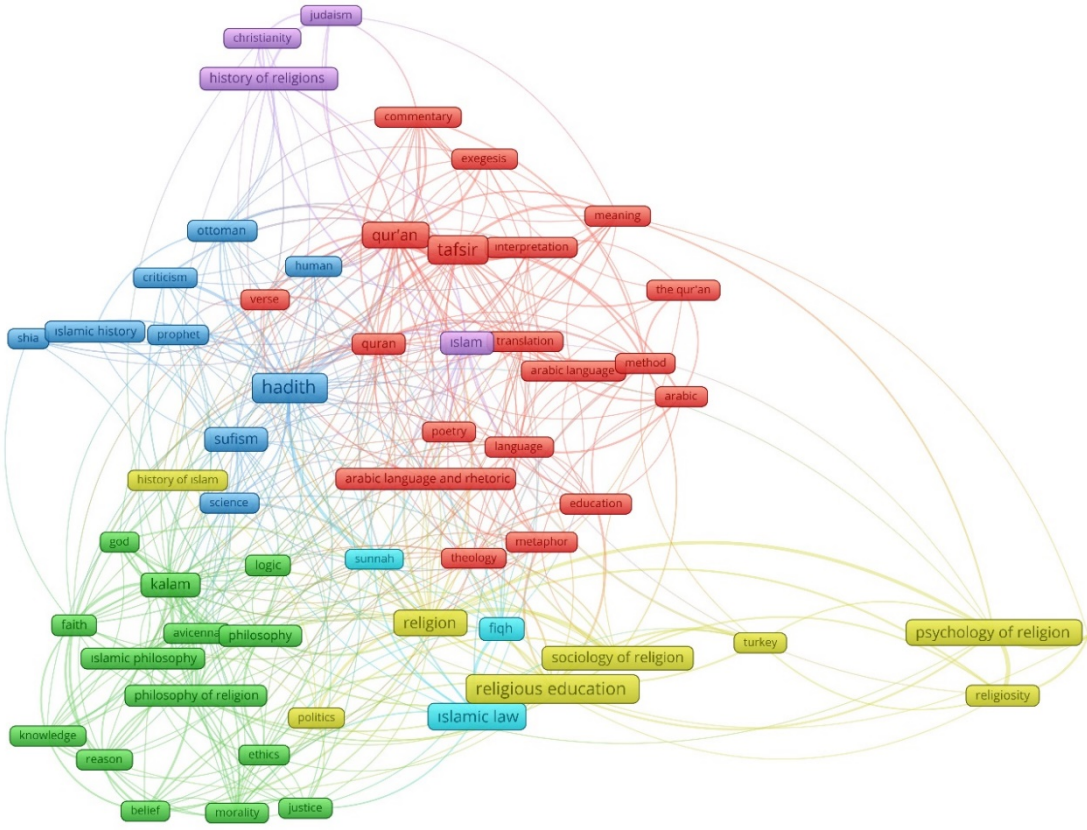 judaism
christianity
history of religions
commentary
exegesis
meaning
ottoman
qur'an
tafsir
ınterpretation
human
criticism
the qur'an
verse
shia
ıslamic history
prophet
quran
ıslam
translation
arabic language
method
hadith
arabic
poetry
sufism
language
history of ıslam
arabic language and rhetoric
science
education
god
metaphor
logic
sunnah
theology
kalam
faith
religion
fiqh
avicenna
philosophy
psychology of religion
turkey
ıslamic philosophy
sociology of religion
religious education
philosophy of religion
religiosity
politics
ıslamic law
knowledge
reason
ethics
belief
morality
justice